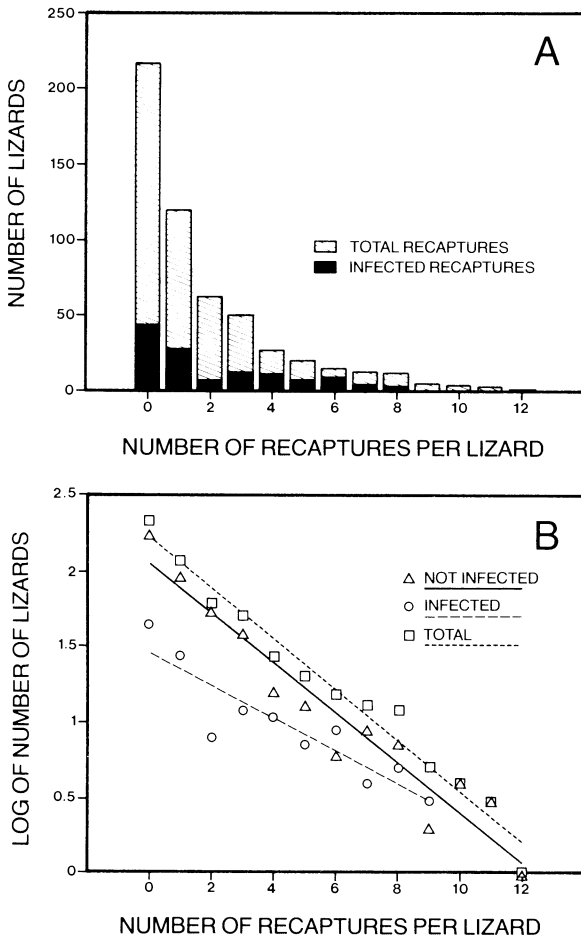 A
250
200
150
100
50
0
NUMBER OF LIZARDS
TOTAL RECAPTURES
INFECTED RECAPTURES
0 2 4 6 8 10 12
NUMBER OF RECAPTURES PER LIZARD
B
2.5
2
1.5
1
0.5
0
LOG OF NUMBER OF LIZARDS
NOT INFECTED
INFECTED
TOTAL
0 2 4 6 8 10 12
NUMBER OF RECAPTURES PER LIZARD